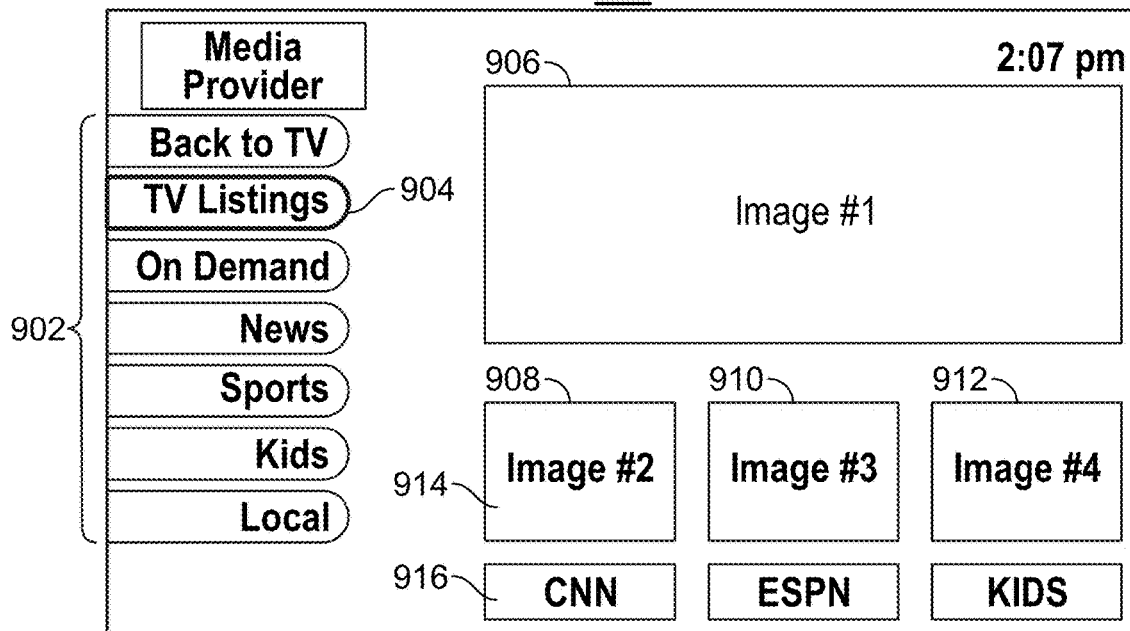 Media
Provider
2:07 pm
906
Back to TV
TV Listings
904
Image #1
On Demand
902
News
Sports
908
910
912
Kids
Image #2
Image #3
Image #4
914
Local
916
CNN
ESPN
KIDS